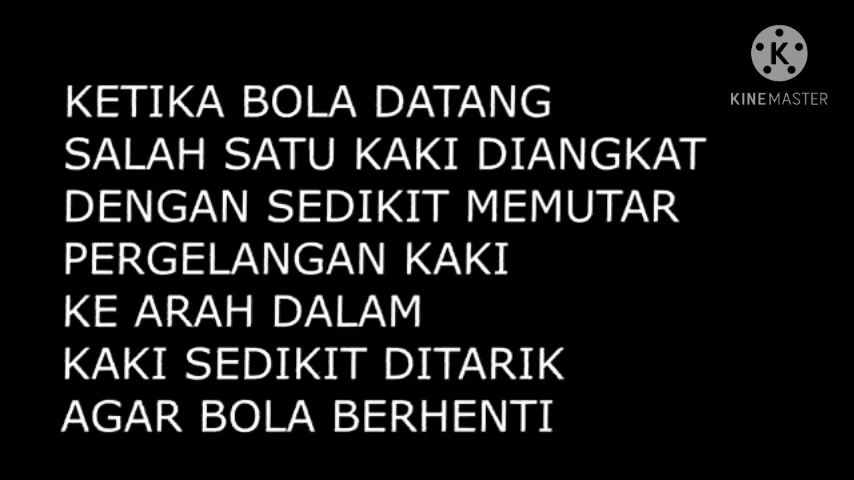 KETIKA BOLA DATANG
SALAH SATU KAKI DIANGKAT
DENGAN SEDIKIT MEMUTAR
PERGELANGAN KAKI
KE ARAH DALAM
KAKI SEDIKIT DITARIK
AGAR BOLA BERHENTI
K
KINEMASTER